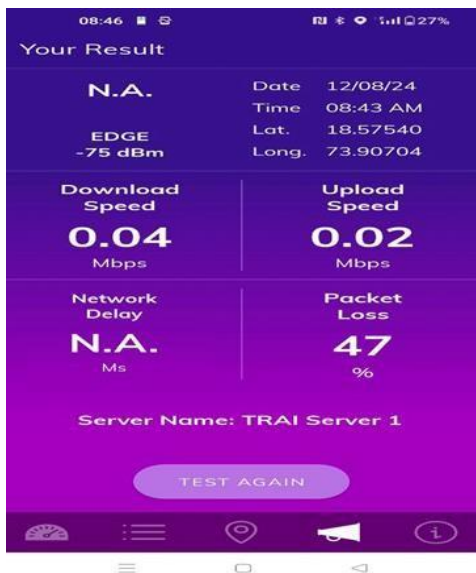 08:46 27%
Your Result
N.A.
EDGE
-75 dBm
Date 12/08/24
Time 08:43 AM
Lat. 18.57540
Long. 73.90704
Download
Speed
0.04
Mbps
Upload
Speed
0.02
Mbps
Network
Delay
N.A.
Ms
Packet
Loss
47
%
Server Name: TRAI Server 1
TEST AGAIN